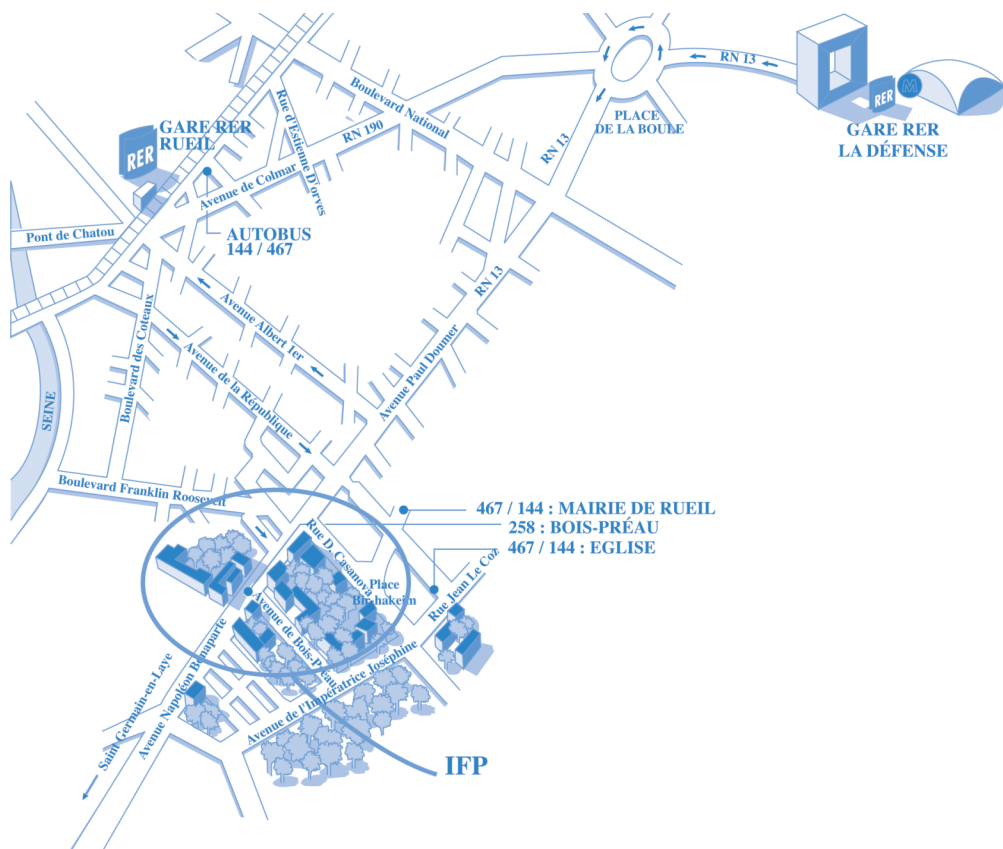 RN 13
Boulevard National
Rue d'Estienne D'orves
RN 190
PLACE
DE LA BOULE
RER
M
GARE RER
LA DÉFENSE
GARE RER
RUEIL
RER
RN 13
Avenue de Colmar
Pont de Chatou
AUTOBUS
144 / 467
RN 13
Avenue Albert 1er
Boulevard des Coteaux
Avenue de la République
Avenue Paul Doumer
SEINE
Boulevard Franklin Roosevelt
467 / 144 : MAIRIE DE RUEIL
258 : BOIS-PRÉAU
467 / 144 : EGLISE
Rue D. Casanova
Place
Bir-hakeim
Rue Jean Le Coz
Avenue de Bois-Préau
Avenue Napoléon Bonaparte
Saint Germain-en-Laye
Avenue de l'Impératrice Joséphine
IFP